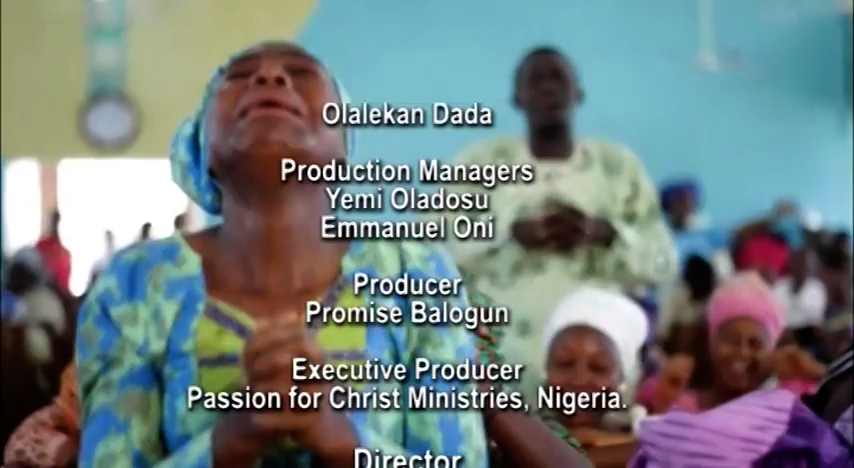 Olalekan Dada
Production Managers
Yemi Oladosu
Emmanuel Oni
Producer
Promise Balogun
Executive Producer
Passion for Christ Ministries, Nigeria.
Director